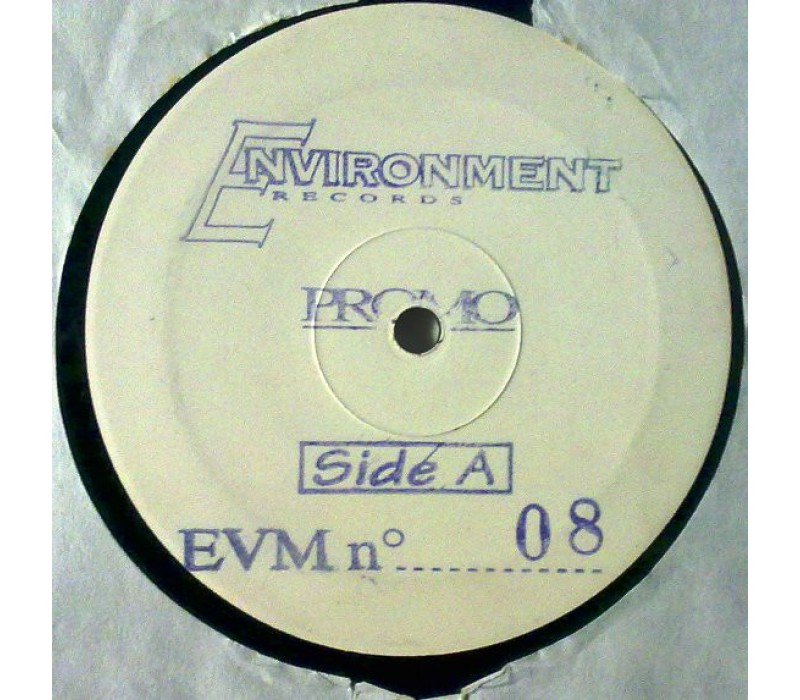 ENVIRONMENT
RECORDS
PROMO
Side A
EVM n°............... 08